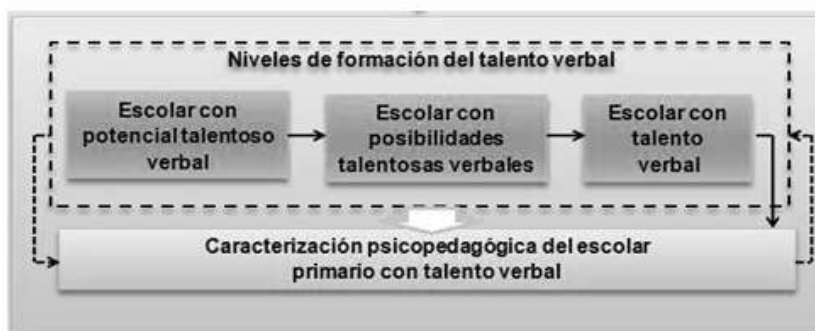 Niveles de formación del talento verbal
Escolar con
potencial talentoso
verbal
Escolar con
posibilidades
talentosas verbales
Escolar con
talento
verbal
Caracterización psicopedagógica del escolar
primario con talento verbal